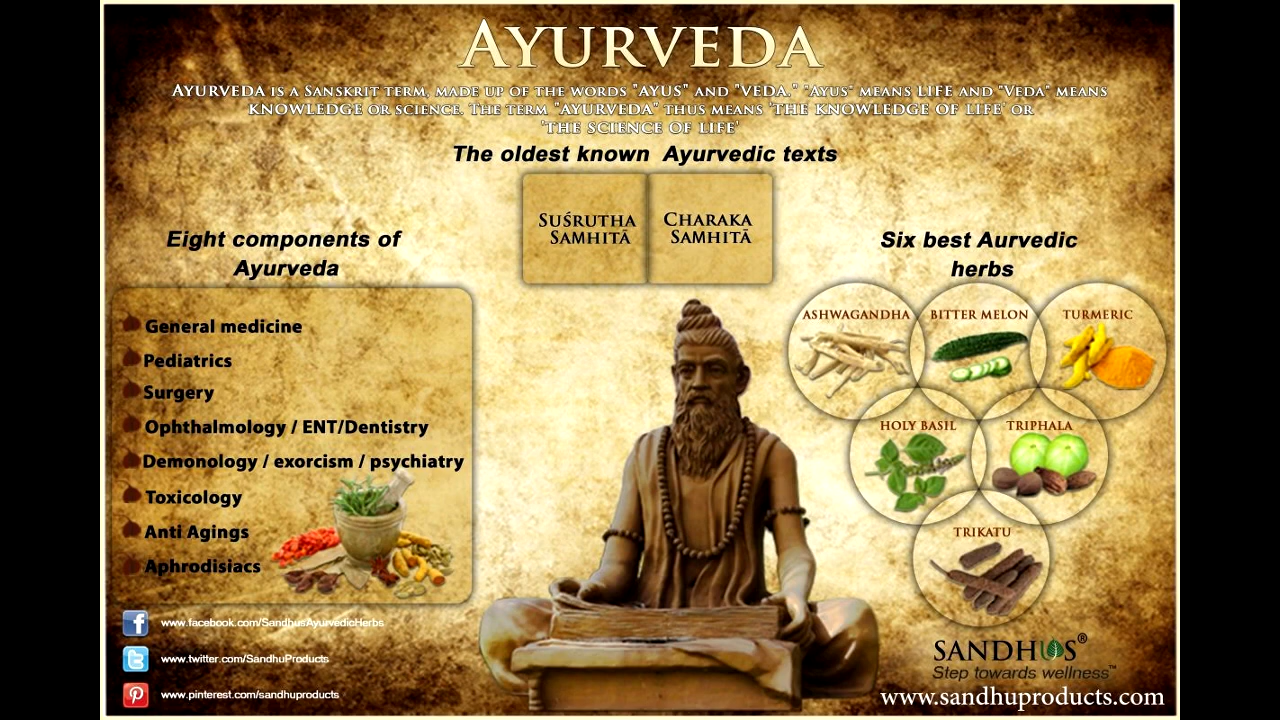 AYURVEDA
AYURVEDA IS A SANSKRIT TERM, MADE UP OF THE WORDS "AYUS" AND "VEDA." "AYUS" MEANS LIFE AND "VEDA" MEANS
KNOWLEDGE OR SCIENCE. THE TERM "AYURVEDA" THUS MEANS 'THE KNOWLEDGE OF LIFE' OR
'THE SCIENCE OF LIFE'
The oldest known Ayurvedic texts
SUŚRUTHA
SAMHITĀ
CHARAKA
SAMHITĀ
Eight components of
Ayurveda
General medicine
Pediatrics
Surgery
Ophthalmology / ENT/Dentistry
Demonology / exorcism / psychiatry
Toxicology
Anti Agings
Aphrodisiacs
Six best Aurvedic
herbs
ASHWAGANDHA
BITTER MELON
TURMERIC
HOLY BASIL
TRIPHALA
TRIKATU
www.facebook.com/SandhusAyurvedicHerbs
www.twitter.com/SandhuProducts
www.pinterest.com/sandhuproducts
SANDHUS®
Step towards wellness™
www.sandhuproducts.com